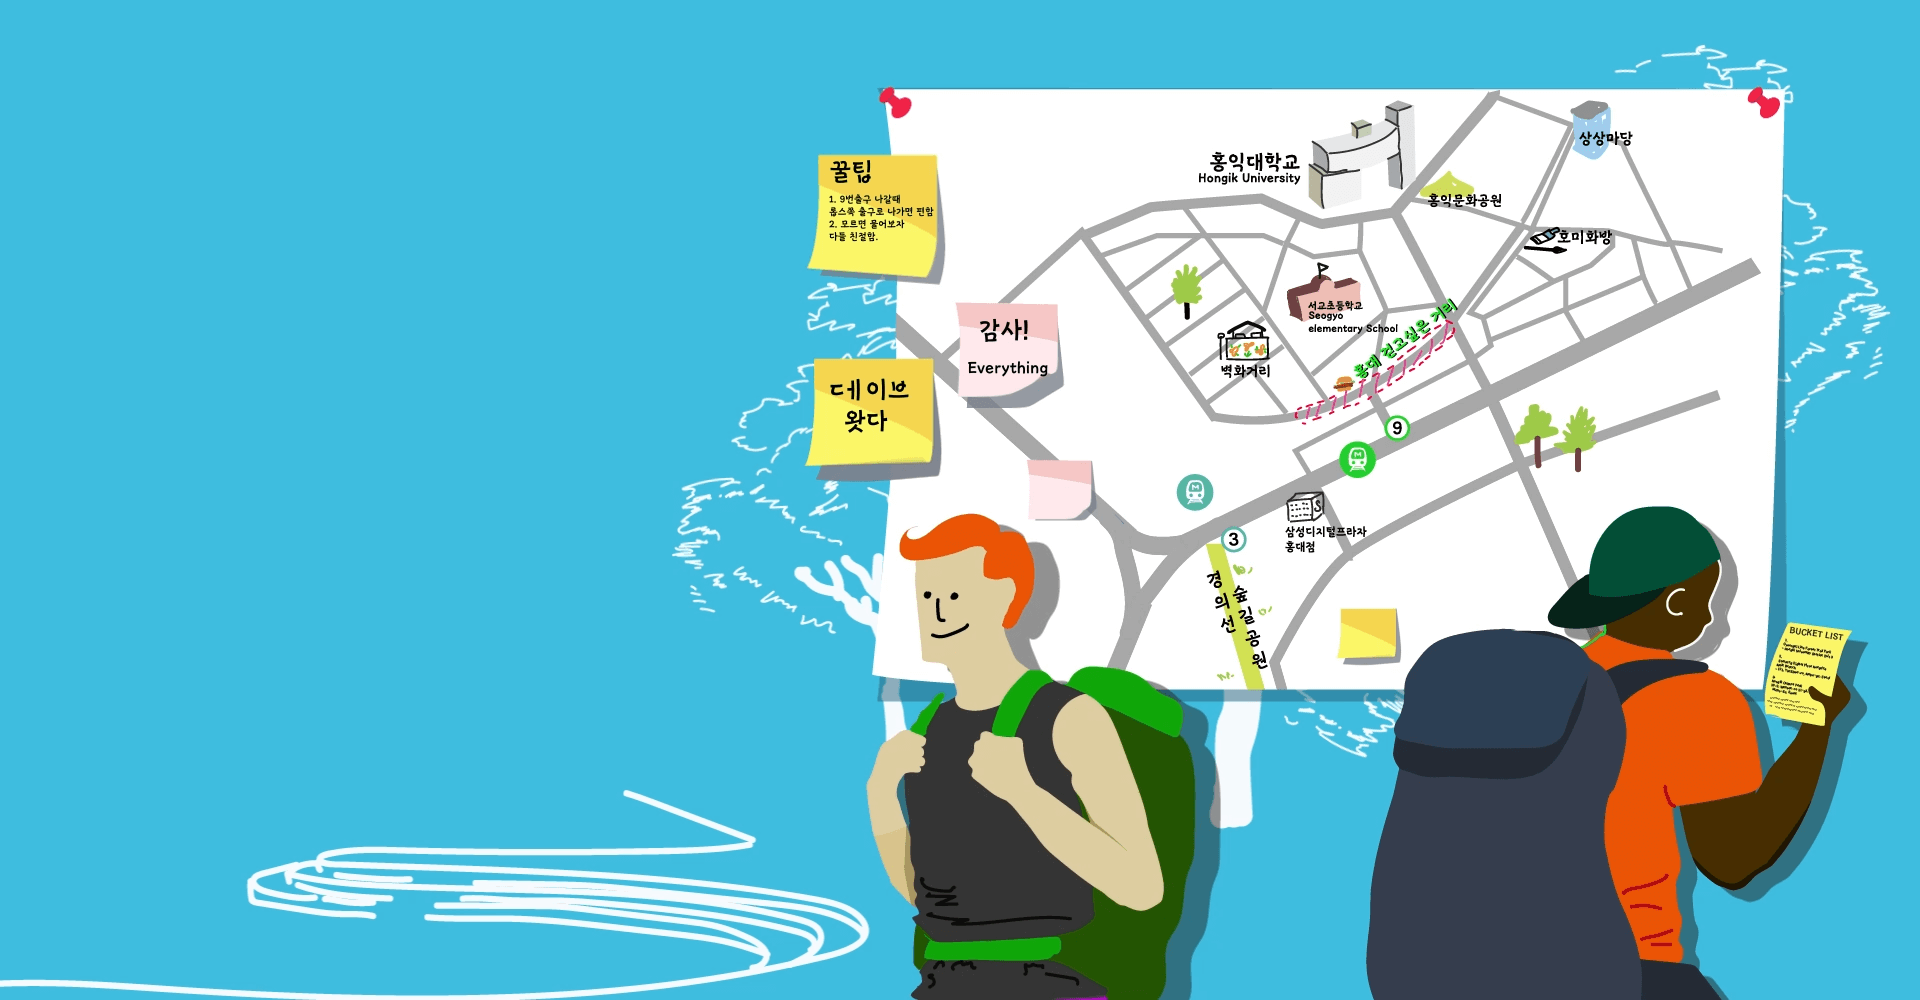 꿀팁
1. 9번출구 나갈때
롭스쪽 출구로 나가면 편함
2. 모르면 물어보자
다들 친절함.
감사!
Everything
데이브
왓다
홍익대학교
Hongik University
상상마당
홍익문화공원
호미화방
서교초등학교
Seogyo
elementary School
홍대 걷고싶은 거리
벽화거리
9
3
삼성디지털프라자
홍대점
경의선
숲길공원
BUCKET LIST